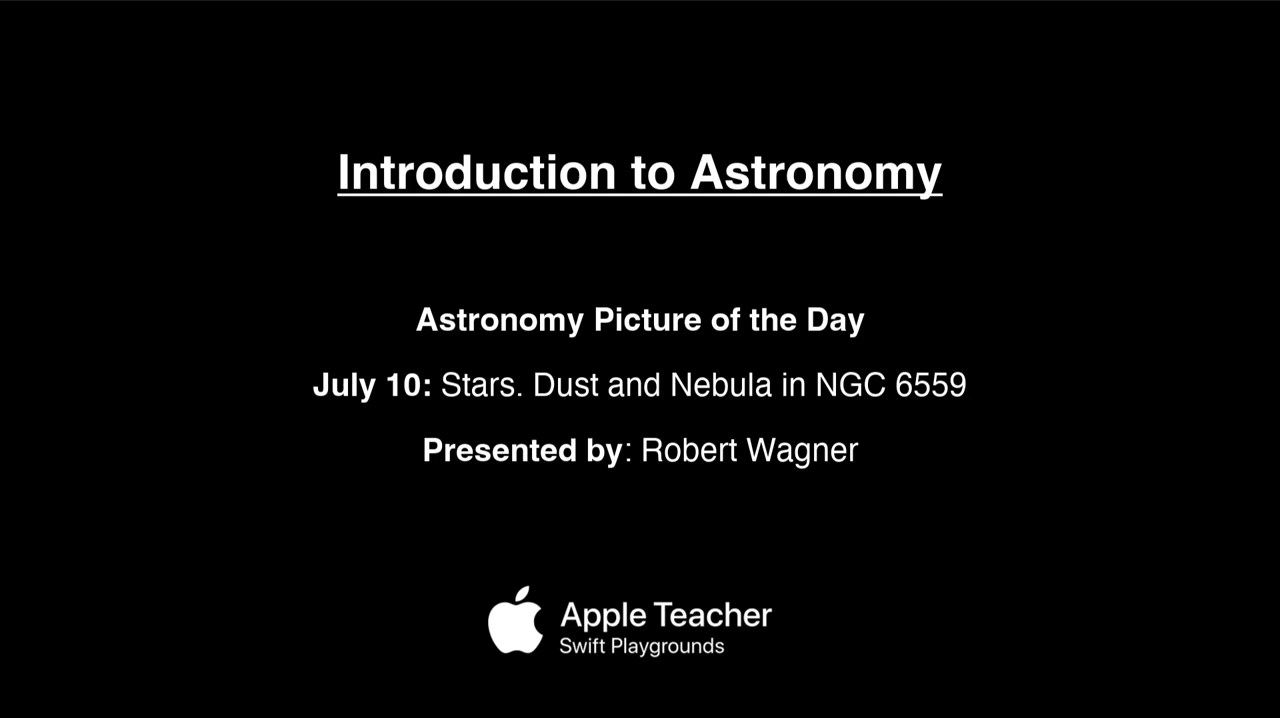 Introduction to Astronomy
Astronomy Picture of the Day
July 10: Stars. Dust and Nebula in NGC 6559
Presented by: Robert Wagner
Apple Teacher
Swift Playgrounds